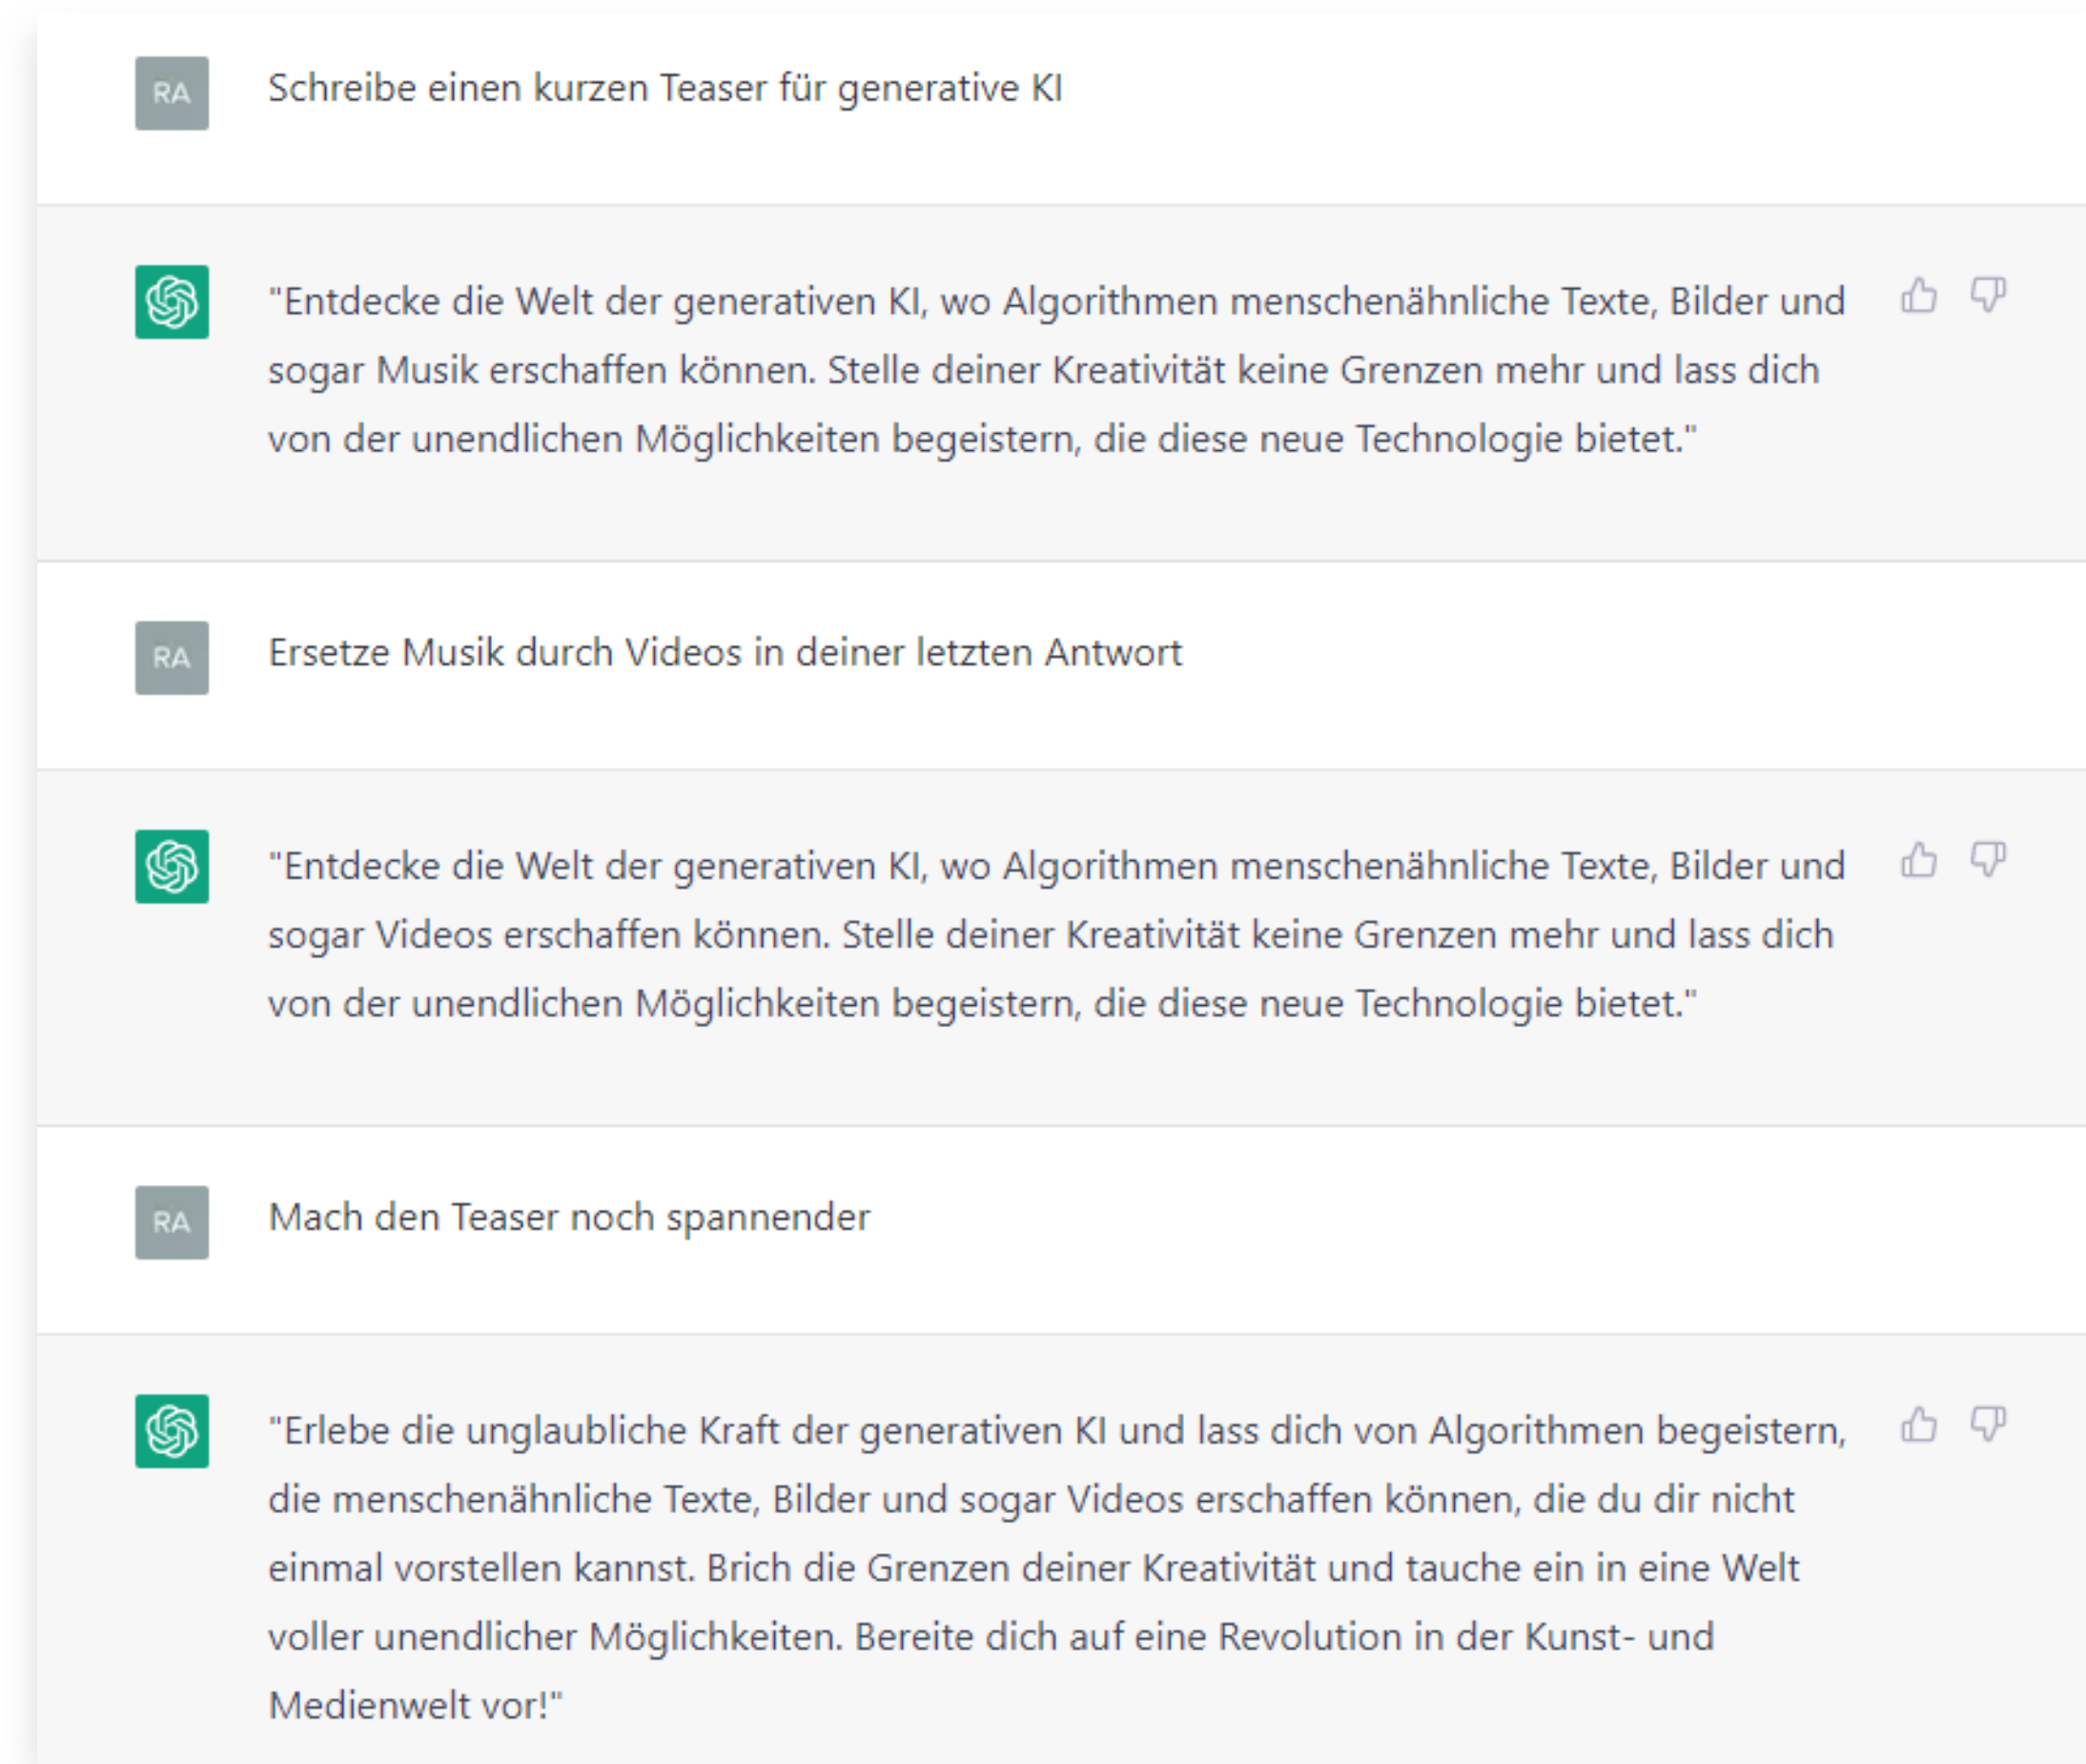 RA
Schreibe einen kurzen Teaser für generative KI
"Entdecke die Welt der generativen KI, wo Algorithmen menschenähnliche Texte, Bilder und
sogar Musik erschaffen können. Stelle deiner Kreativität keine Grenzen mehr und lass dich
von der unendlichen Möglichkeiten begeistern, die diese neue Technologie bietet."
RA
Ersetze Musik durch Videos in deiner letzten Antwort
"Entdecke die Welt der generativen KI, wo Algorithmen menschenähnliche Texte, Bilder und
sogar Videos erschaffen können. Stelle deiner Kreativität keine Grenzen mehr und lass dich
von der unendlichen Möglichkeiten begeistern, die diese neue Technologie bietet."
RA
Mach den Teaser noch spannender
"Erlebe die unglaubliche Kraft der generativen KI und lass dich von Algorithmen begeistern,
die menschenähnliche Texte, Bilder und sogar Videos erschaffen können, die du dir nicht
einmal vorstellen kannst. Brich die Grenzen deiner Kreativität und tauche ein in eine Welt
voller unendlicher Möglichkeiten. Bereite dich auf eine Revolution in der Kunst- und
Medienwelt vor!"